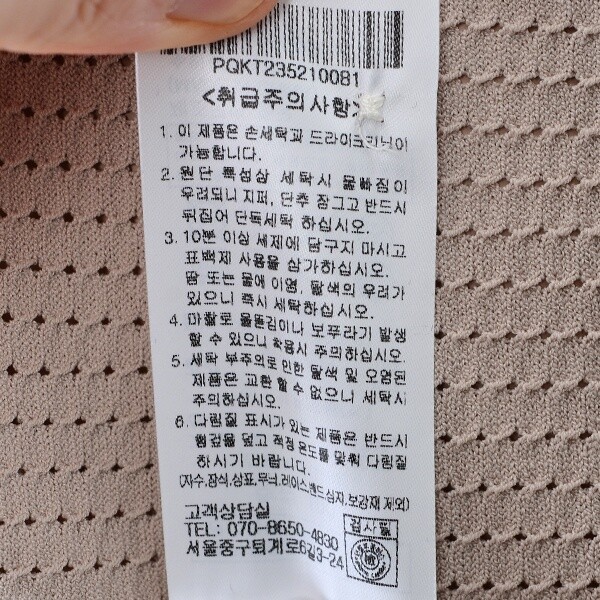 PQKT235210081
<취급주의사항>
1. 이 제품은 손세탁과 드라이크리닝이
가능합니다.
2. 원단 특성상 세탁시 물빠짐이
우려되니 지퍼, 단추 잠그고 반드시
뒤집어 단독세탁 하십시오.
3. 10분 이상 세제에 담구지 마시고
표백제 사용을 삼가하십시오.
땀 또는 물에 이염, 탈색의 우려가
있으니 즉시 세탁하십시오.
4. 마찰로 올뜯김이나 보푸라기 발생
할 수 있으니 착용시 주의하십시오.
5. 세탁 부주의로 인한 탈색 및 오염된
제품은 교환 할 수 없으니 세탁시
주의하십시오.
6. 다림질 표시가 있는 제품은 반드시
헝겊을 덮고 적정 온도를 맞춰 다림질
하시기 바랍니다.
(자수,장식,상표,무늬,레이스밴드심지,보강재 제외)
고객상담실
TEL: 070-8650-4830
서울중구퇴계로6길3-24
검사필